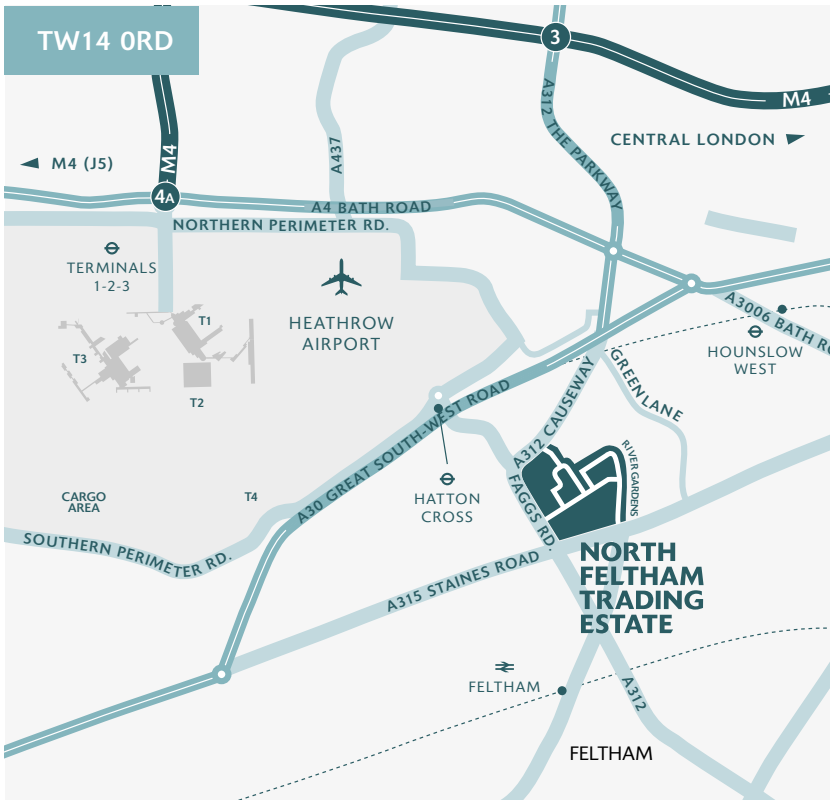 TW14 0RD
3
M4
A312 THE PARKWAY
CENTRAL LONDON
M4 (J5)
M4
A437
4A
A4 BATH ROAD
NORTHERN PERIMETER RD.
TERMINALS
1-2-3
HEATHROW
AIRPORT
T1
T3
T2
A3006 BATH RO
HOUNSLOW
WEST
GREEN LANE
A312 CAUSEWAY
A30 GREAT SOUTH-WEST ROAD
RIVER GARDENS
FAGGS RD.
HATTON
CROSS
CARGO
AREA
T4
SOUTHERN PERIMETER RD.
A315 STAINES ROAD
NORTH
FELTHAM
TRADING
ESTATE
FELTHAM
A312
FELTHAM